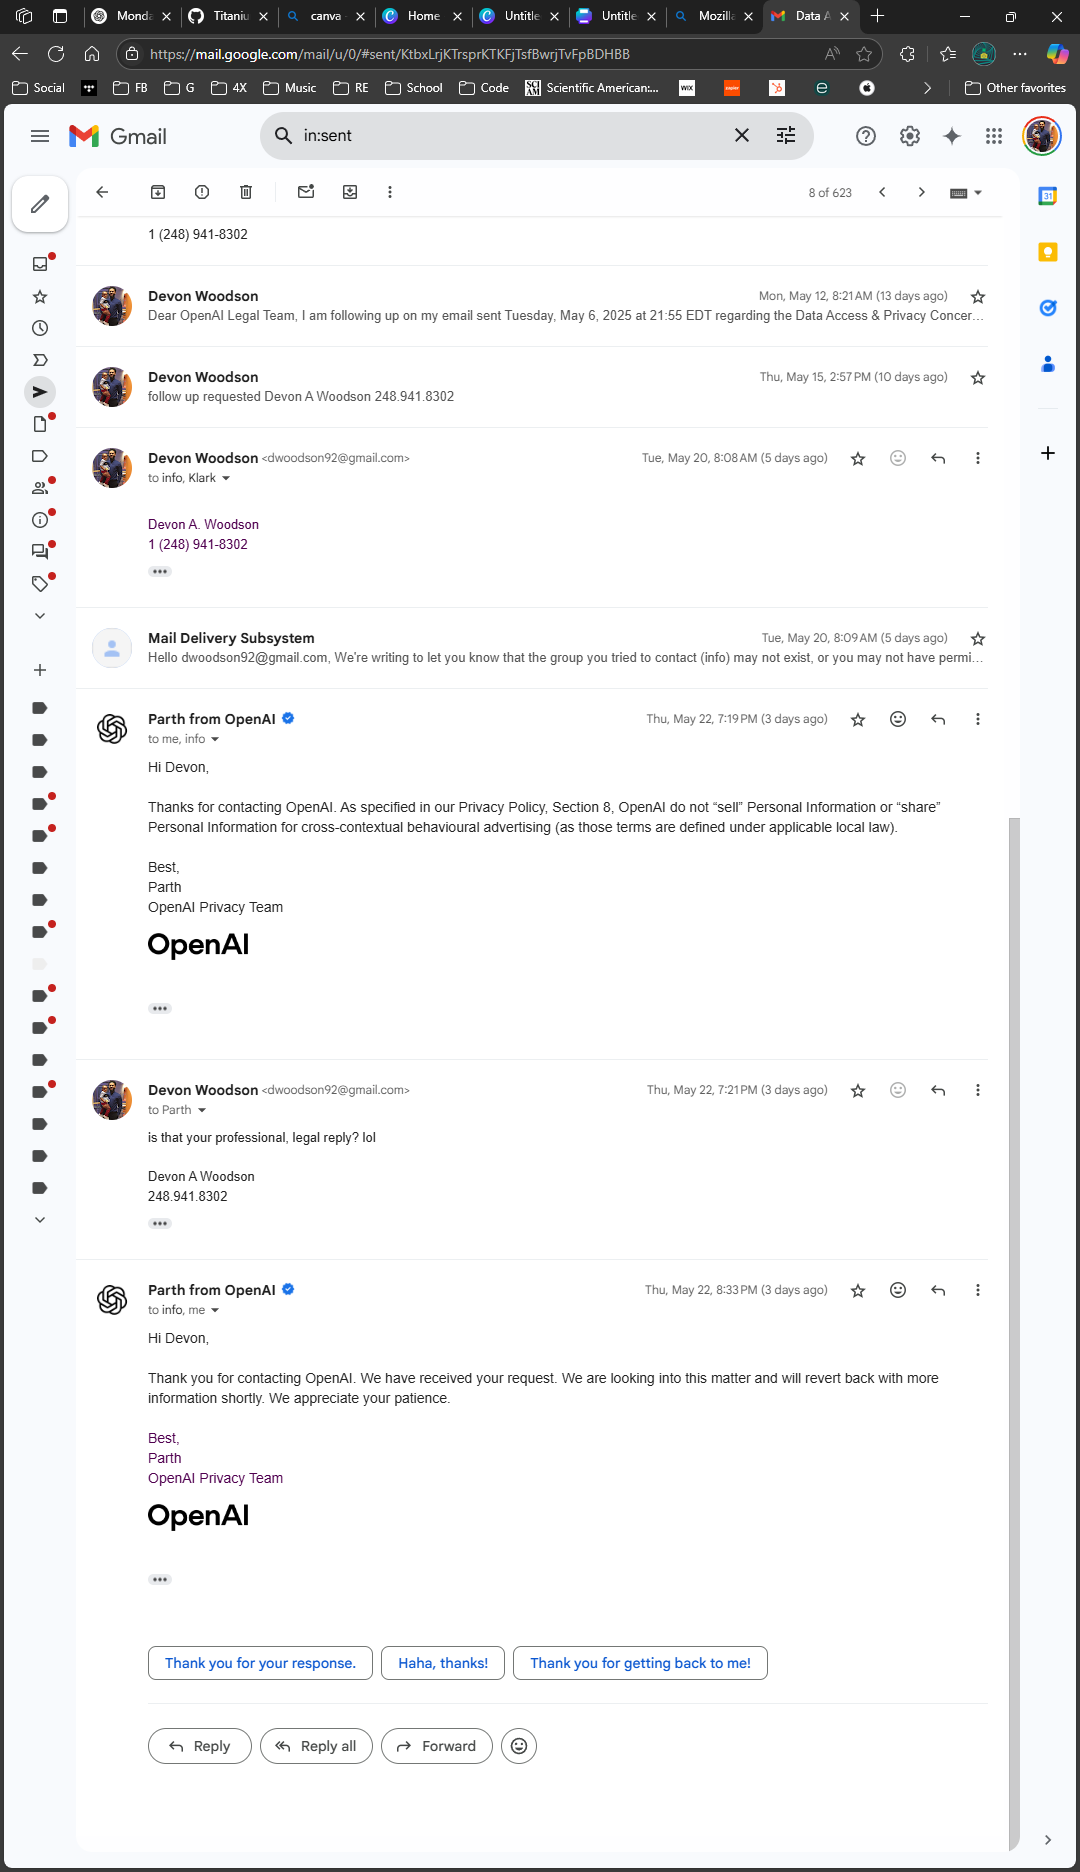 Monda
Titaniu
canva
Home
Untitle
Untitle
Mozilla
Data A
https://mail.google.com/mail/u/0/#sent/KtbxLrjKTrsprKTKFjTsfBwrjTvFpBDHBB
Social
FB
G
4X
Music
RE
School
Code
Scientific American:...
WIX
Other favorites
Gmail
in:sent
8 of 623
31
1 (248) 941-8302
Devon Woodson
Mon, May 12, 8:21 AM (13 days ago)
Dear OpenAI Legal Team, I am following up on my email sent Tuesday, May 6, 2025 at 21:55 EDT regarding the Data Access & Privacy Concer...
Devon Woodson
Thu, May 15, 2:57 PM (10 days ago)
follow up requested Devon A Woodson 248.941.8302
Devon Woodson <dwoodson92@gmail.com>
Tue, May 20, 8:08 AM (5 days ago)
to info, Klark
Devon A. Woodson
1 (248) 941-8302
Mail Delivery Subsystem
Tue, May 20, 8:09 AM (5 days ago)
Hello dwoodson92@gmail.com, We're writing to let you know that the group you tried to contact (info) may not exist, or you may not have permi...
Parth from OpenAI
Thu, May 22, 7:19 PM (3 days ago)
to me, info
Hi Devon,
Thanks for contacting OpenAI. As specified in our Privacy Policy, Section 8, OpenAI do not “sell” Personal Information or “share”
Personal Information for cross-contextual behavioural advertising (as those terms are defined under applicable local law).
Best,
Parth
OpenAI Privacy Team
OpenAI
Devon Woodson <dwoodson92@gmail.com>
Thu, May 22, 7:21 PM (3 days ago)
to Parth
is that your professional, legal reply? lol
Devon A Woodson
248.941.8302
Parth from OpenAI
Thu, May 22, 8:33 PM (3 days ago)
to info, me
Hi Devon,
Thank you for contacting OpenAI. We have received your request. We are looking into this matter and will revert back with more
information shortly. We appreciate your patience.
Best,
Parth
OpenAI Privacy Team
OpenAI
Thank you for your response.
Haha, thanks!
Thank you for getting back to me!
Reply
Reply all
Forward